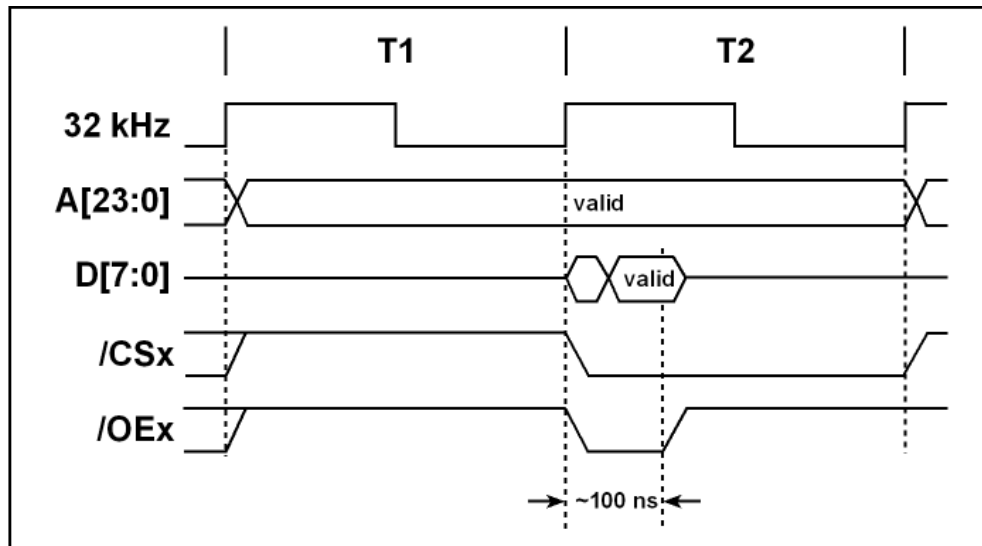 T1 T2
32 kHz
A[23:0] valid
D[7:0] valid
/CSx
/OEx
~100 ns